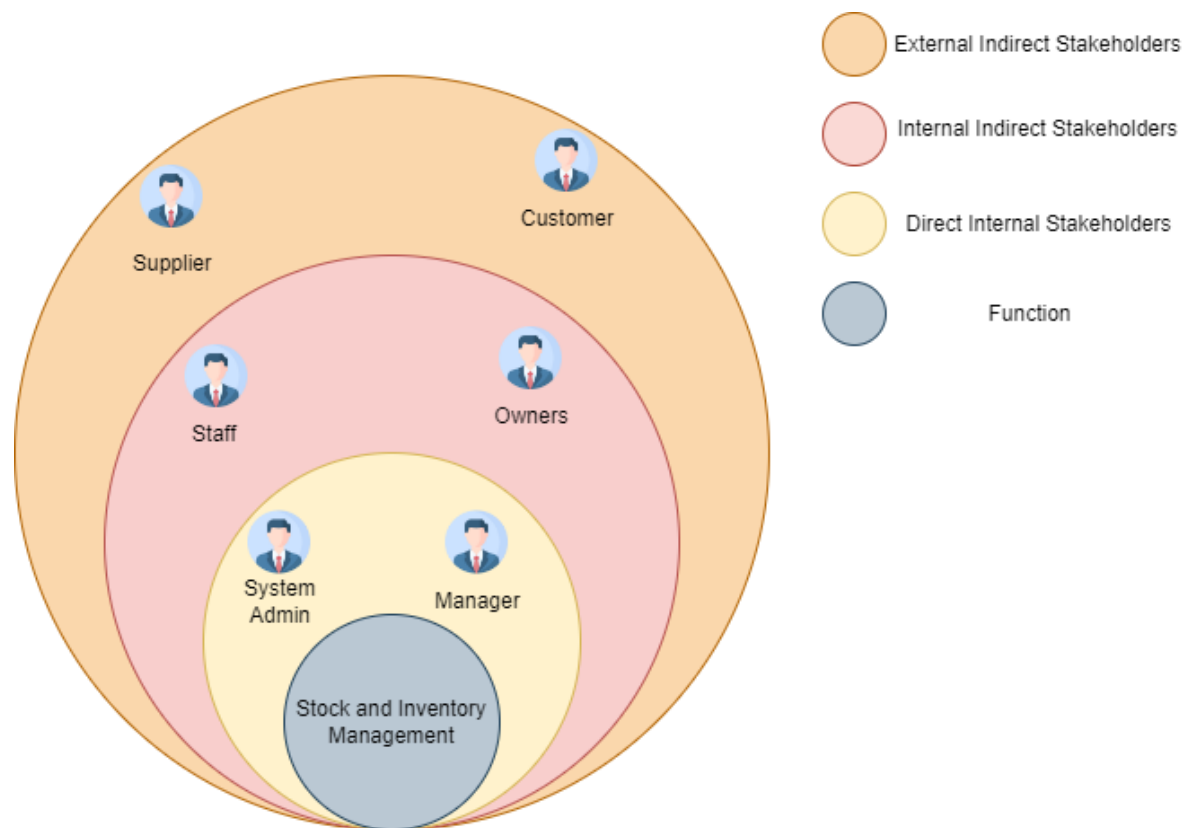 External Indirect Stakeholders
Internal Indirect Stakeholders
Direct Internal Stakeholders
Function
Customer
Supplier
Owners
Staff
System
Admin
Manager
Stock and Inventory
Management